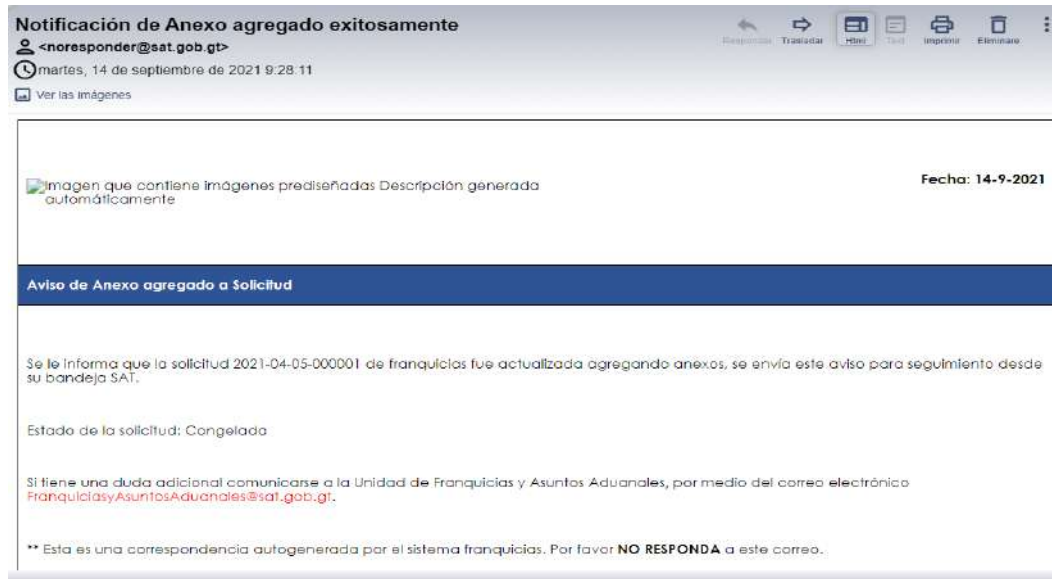 Notificación de Anexo agregado exitosamente
<noresponder@sat.gob.gt>
martes, 14 de septiembre de 2021 9:28:11
Ver las imágenes
Responder Trasladar Html Text Imprimir Eliminare
Imagen que contiene imágenes prediseñadas Descripción generada
automáticamente
Fecha: 14-9-2021
Aviso de Anexo agregado a Solicitud
Se le informa que la solicitud 2021-04-05-000001 de franquicias fue actualizada agregando anexos, se envía este aviso para seguimiento desde
su bandeja SAT.
Estado de la solicitud: Congelada
Si tiene una duda adicional comunicarse a la Unidad de Franquicias y Asuntos Aduanales, por medio del correo electrónico
FranquiciasyAsuntosAduanales@sat.gob.gt.
** Esta es una correspondencia autogenerada por el sistema franquicias. Por favor NO RESPONDA a este correo.